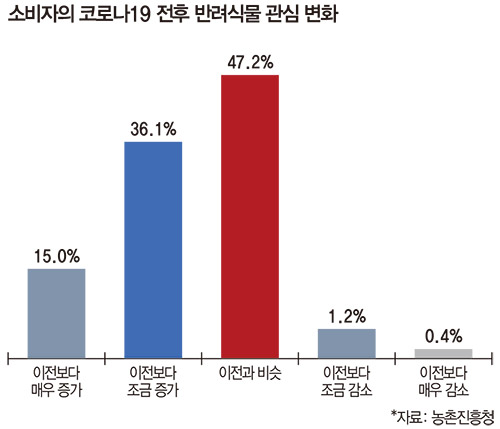 소비자의 코로나19 전후 반려식물 관심 변화
47.2%
36.1%
15.0%
1.2%
0.4%
이전보다 이전보다 이전과 비슷 이전보다 이전보다
매우 증가 조금 증가 조금 감소 매우 감소
*자료: 농촌진흥청